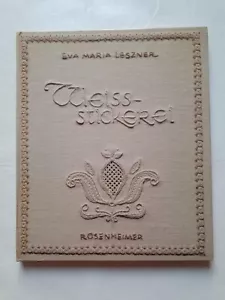 EVA MARIA LESZNER
Weiss-
stickerei
ROSENHEIMER